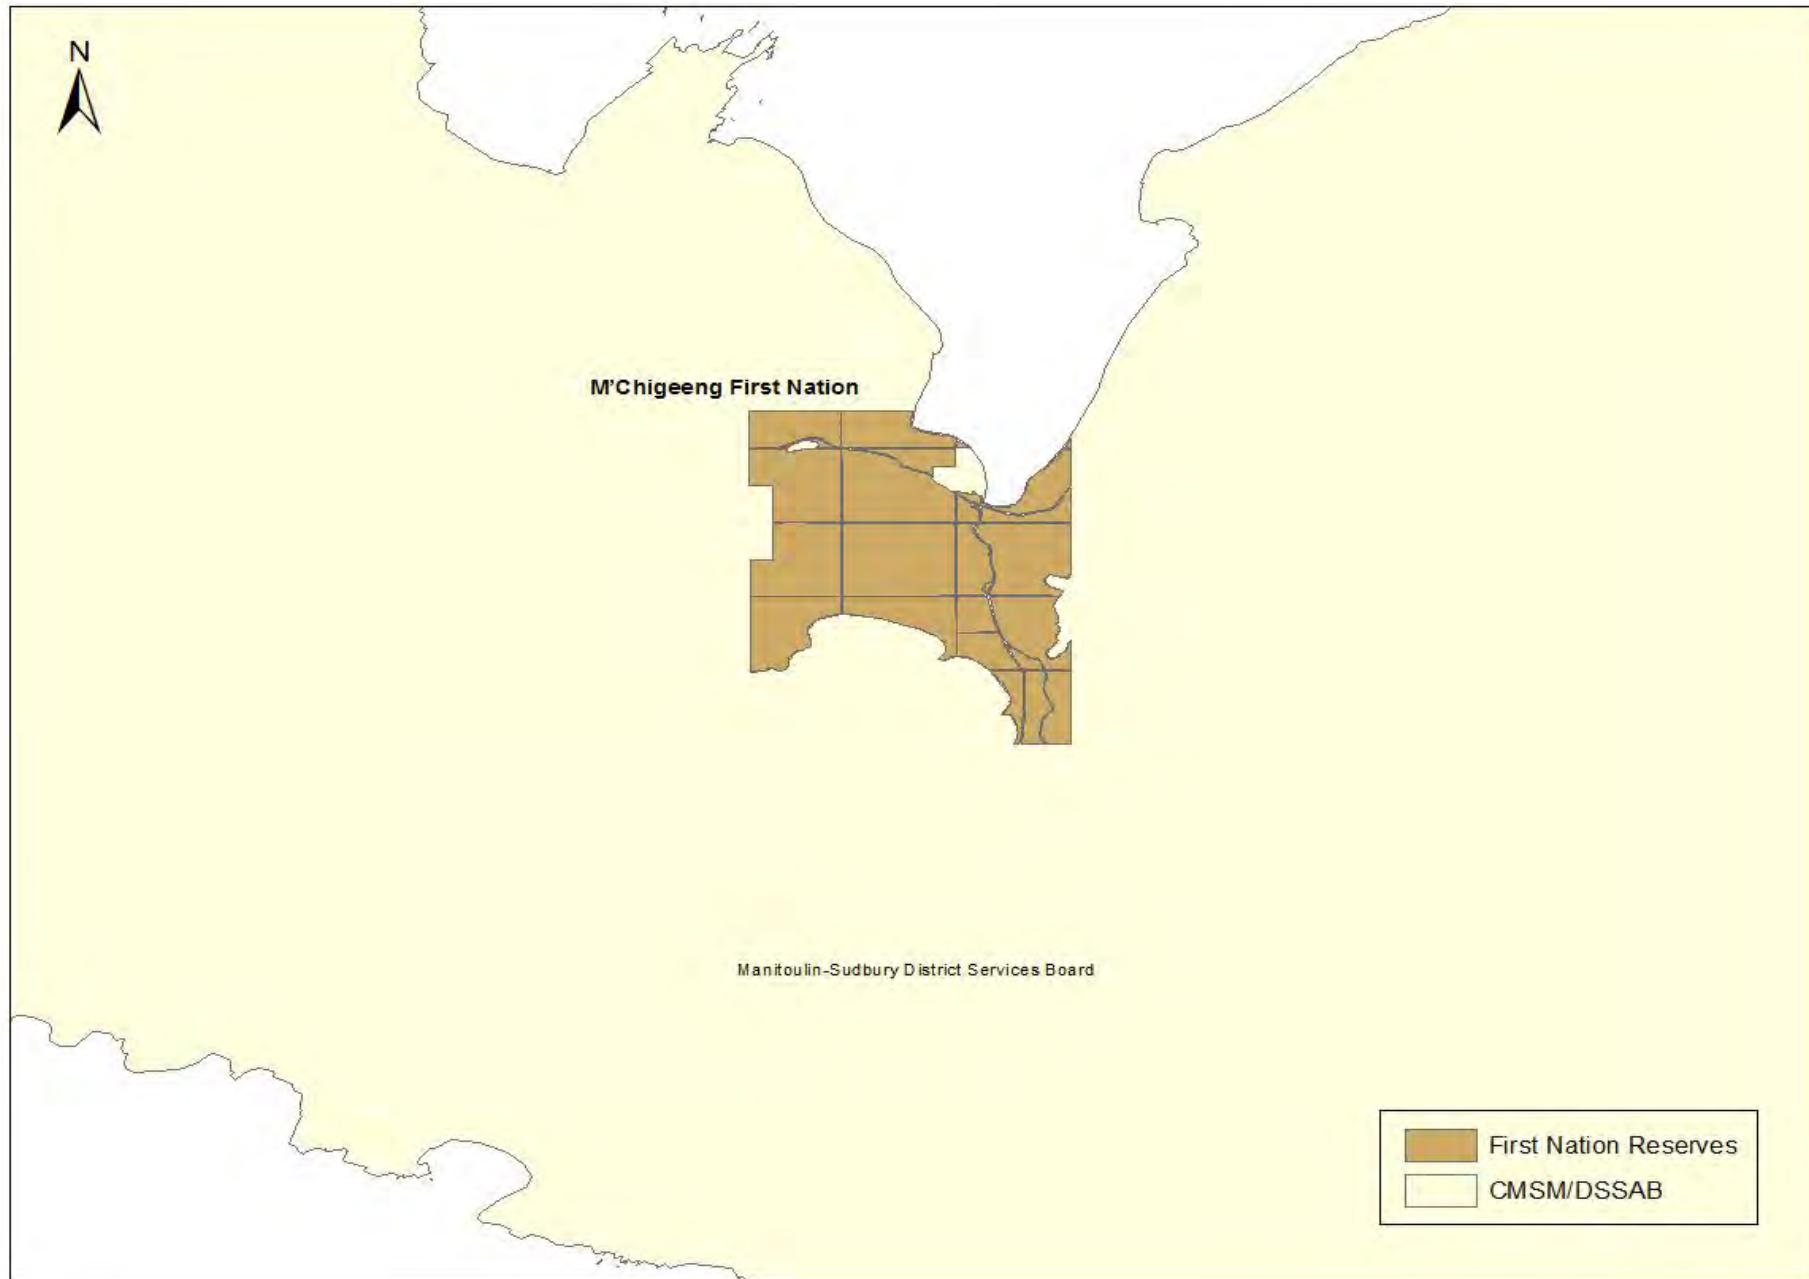 N
M'Chigeeng First Nation
Manitoulin-Sudbury District Services Board
First Nation Reserves
CMSM/DSSAB